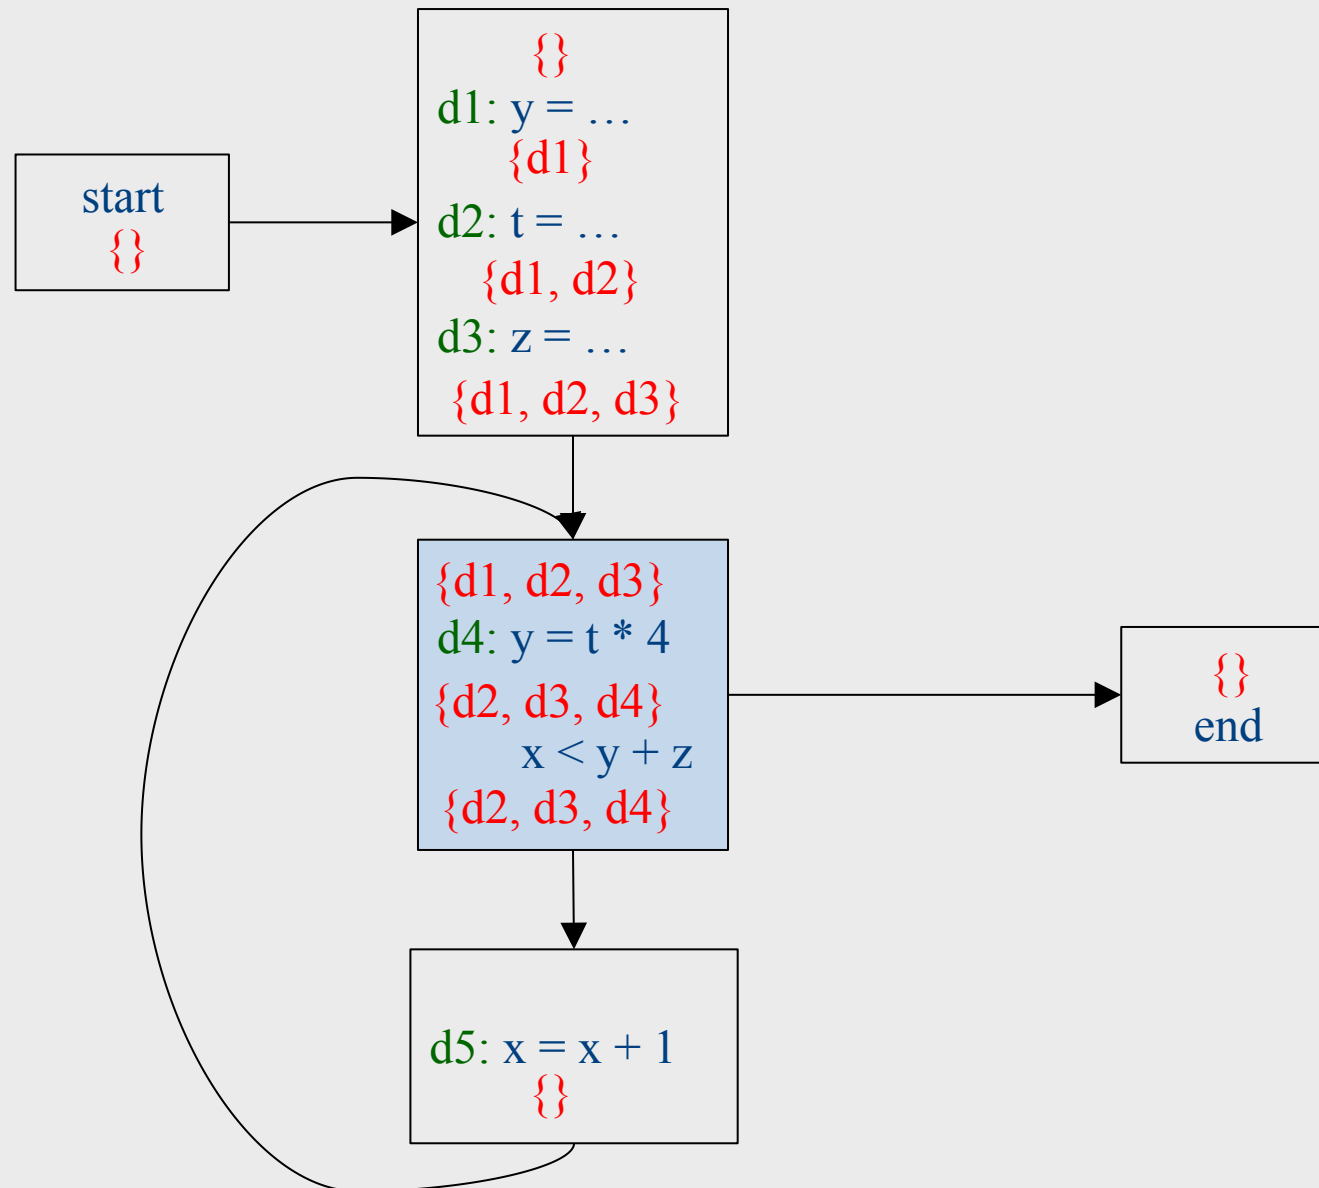 start
{}
{}
d1: y = …
{d1}
d2: t = …
{d1, d2}
d3: z = …
{d1, d2, d3}
{d1, d2, d3}
d4: y = t * 4
{d2, d3, d4}
x < y + z
{d2, d3, d4}
{}
end
d5: x = x + 1
{}